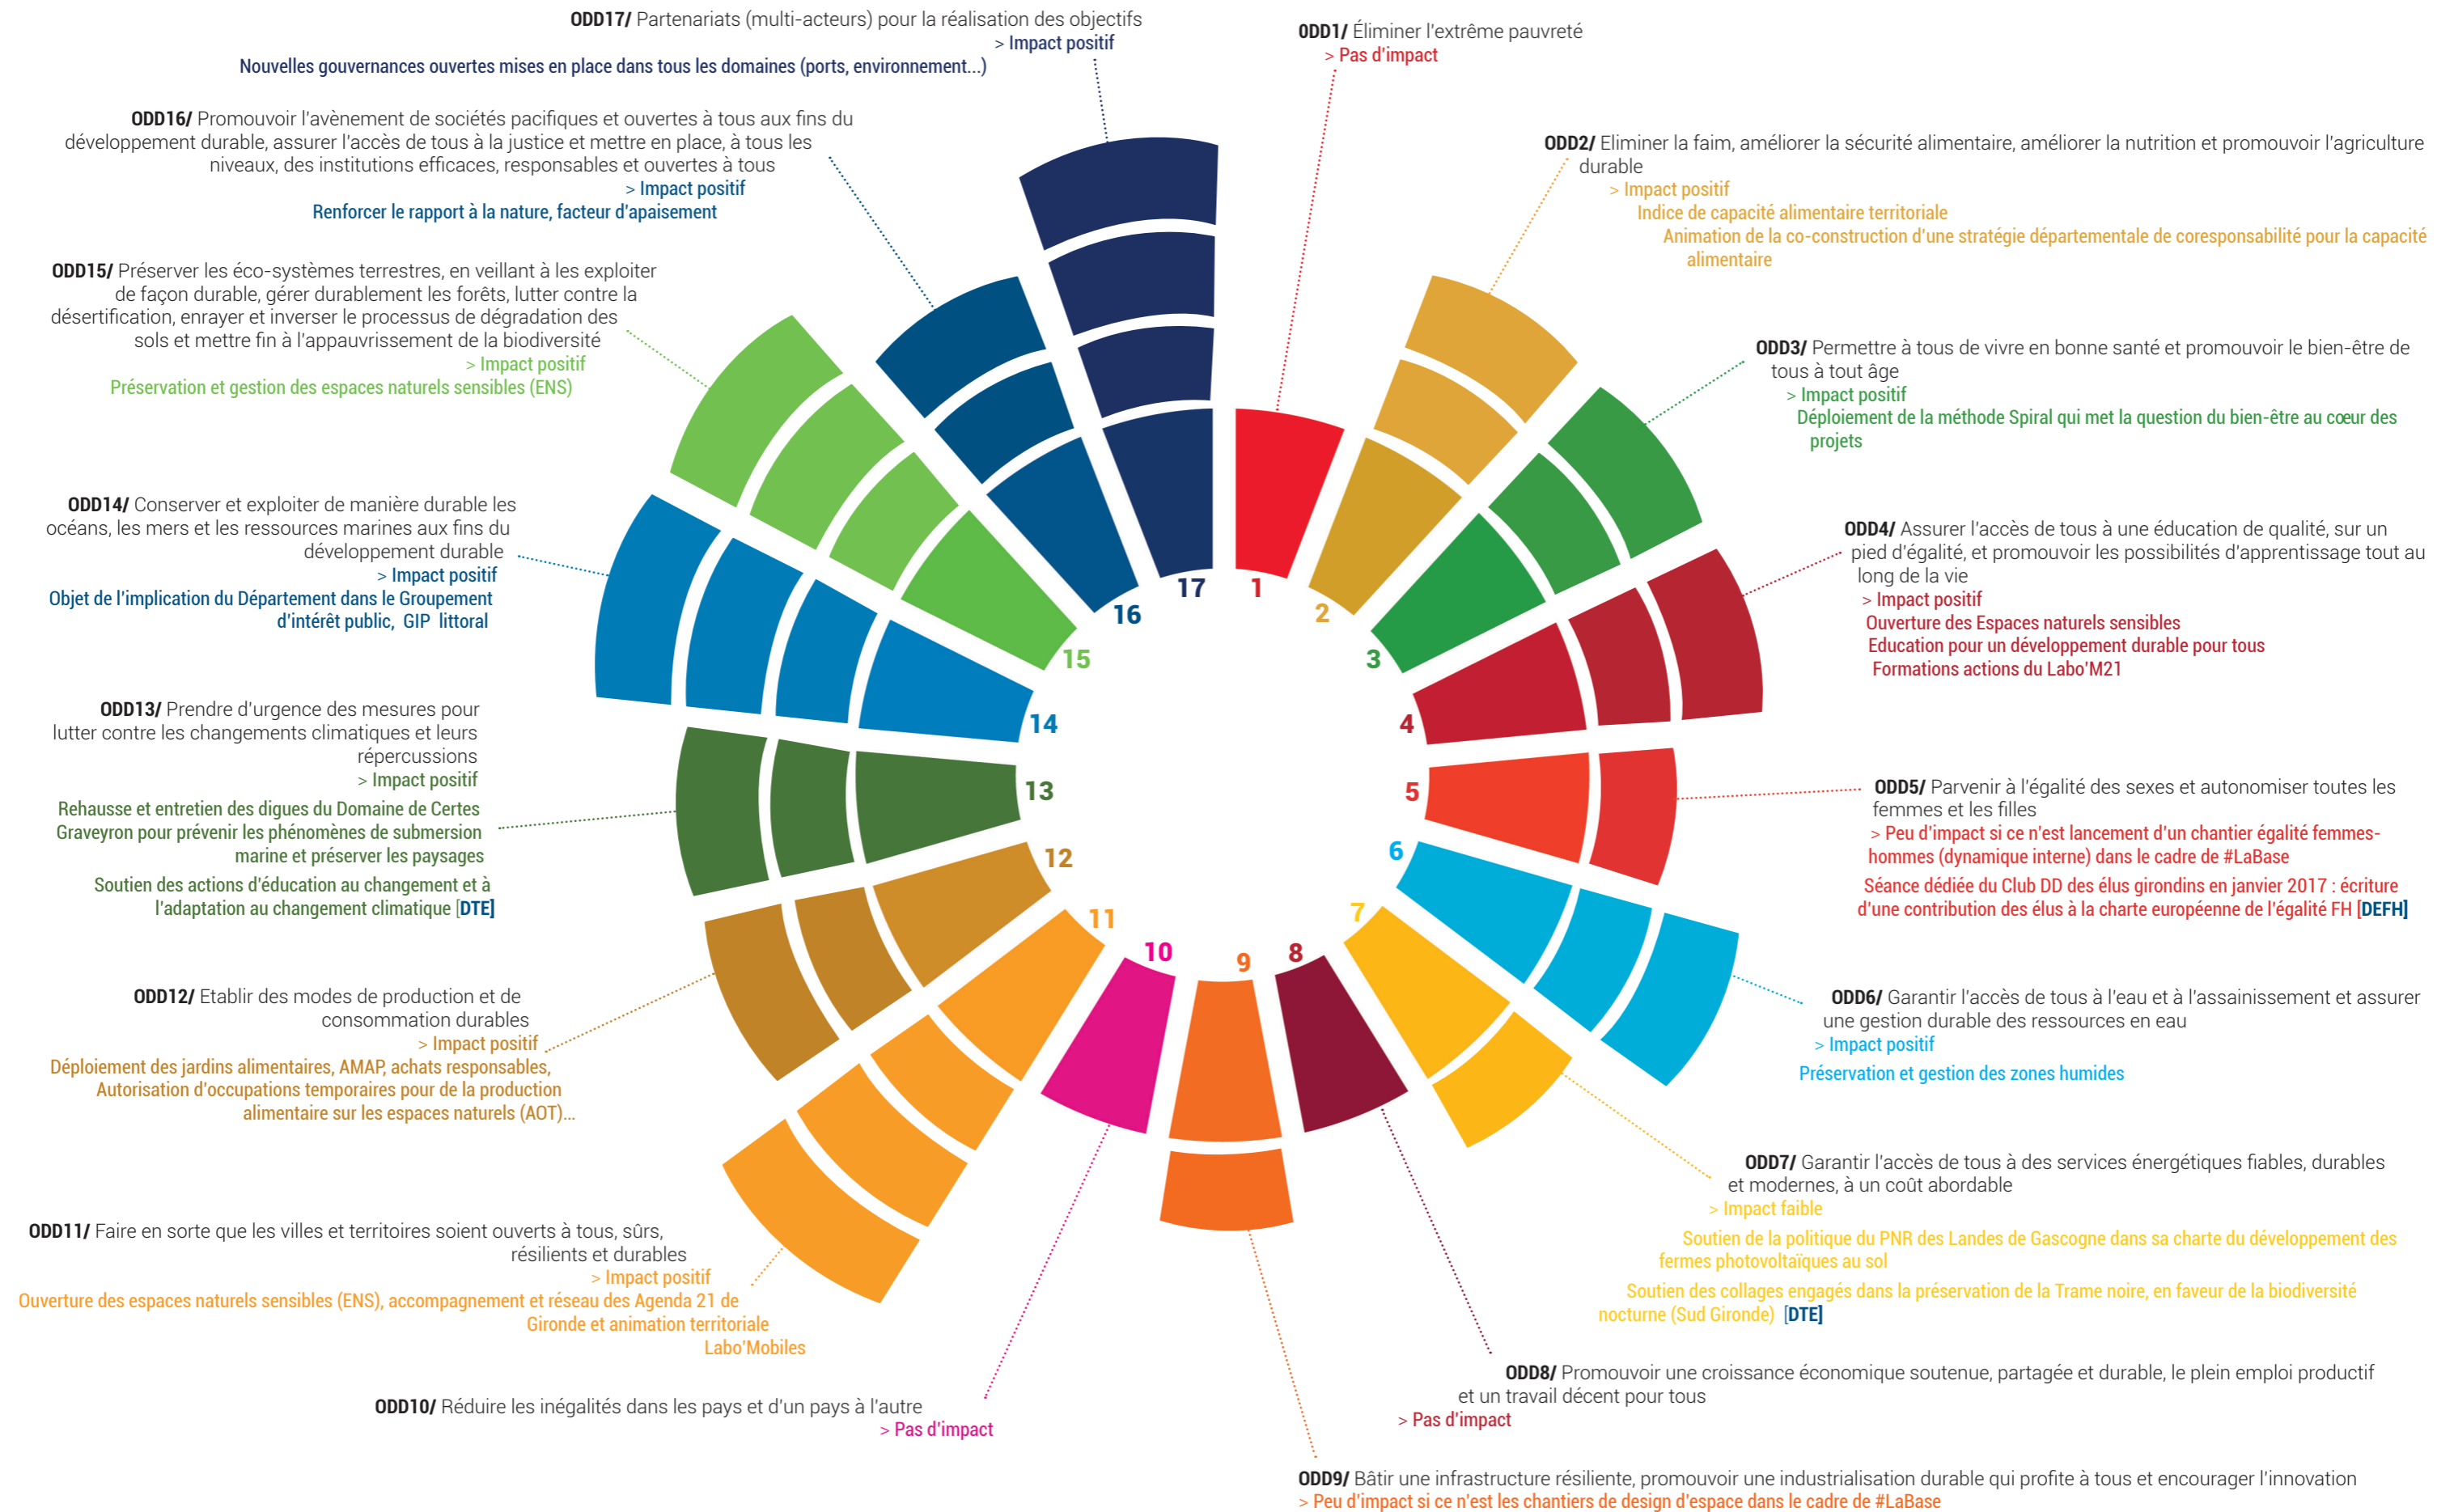 ODD17/ Partenariats (multi-acteurs) pour la réalisation des objectifs
> Impact positif
Nouvelles gouvernances ouvertes mises en place dans tous les domaines (ports, environnement...)
ODD1/ Éliminer l'extrême pauvreté
> Pas d'impact
ODD16/ Promouvoir l'avènement de sociétés pacifiques et ouvertes à tous aux fins du
développement durable, assurer l'accès de tous à la justice et mettre en place, à tous les
niveaux, des institutions efficaces, responsables et ouvertes à tous
> Impact positif
Renforcer le rapport à la nature, facteur d'apaisement
ODD2/ Eliminer la faim, améliorer la sécurité alimentaire, améliorer la nutrition et promouvoir l'agriculture
durable
> Impact positif
Indice de capacité alimentaire territoriale
Animation de la co-construction d'une stratégie départementale de coresponsabilité pour la capacité
alimentaire
ODD15/ Préserver les éco-systèmes terrestres, en veillant à les exploiter
de façon durable, gérer durablement les forêts, lutter contre la
désertification, enrayer et inverser le processus de dégradation des
sols et mettre fin à l'appauvrissement de la biodiversité
> Impact positif
Préservation et gestion des espaces naturels sensibles (ENS)
ODD3/ Permettre à tous de vivre en bonne santé et promouvoir le bien-être de
tous à tout âge
> Impact positif
Déploiement de la méthode Spiral qui met la question du bien-être au cœur des
projets
ODD14/ Conserver et exploiter de manière durable les
océans, les mers et les ressources marines aux fins du
développement durable
> Impact positif
Objet de l'implication du Département dans le Groupement
d'intérêt public, GIP littoral
ODD4/ Assurer l'accès de tous à une éducation de qualité, sur un
pied d'égalité, et promouvoir les possibilités d'apprentissage tout au
long de la vie
> Impact positif
Ouverture des Espaces naturels sensibles
Education pour un développement durable pour tous
Formations actions du Labo'M21
ODD13/ Prendre d'urgence des mesures pour
lutter contre les changements climatiques et leurs
répercussions
> Impact positif
Rehausse et entretien des digues du Domaine de Certes
Graveyron pour prévenir les phénomènes de submersion
marine et préserver les paysages
Soutien des actions d'éducation au changement et à
l'adaptation au changement climatique [DTE]
ODD5/ Parvenir à l'égalité des sexes et autonomiser toutes les
femmes et les filles
> Peu d'impact si ce n'est lancement d'un chantier égalité femmes-
hommes (dynamique interne) dans le cadre de #LaBase
Séance dédiée du Club DD des élus girondins en janvier 2017 : écriture
d'une contribution des élus à la charte européenne de l'égalité FH [DEFH]
ODD12/ Etablir des modes de production et de
consommation durables
> Impact positif
Déploiement des jardins alimentaires, AMAP, achats responsables,
Autorisation d'occupations temporaires pour de la production
alimentaire sur les espaces naturels (AOT)...
ODD6/ Garantir l'accès de tous à l'eau et à l'assainissement et assurer
une gestion durable des ressources en eau
> Impact positif
Préservation et gestion des zones humides
ODD11/ Faire en sorte que les villes et territoires soient ouverts à tous, sûrs,
résilients et durables
> Impact positif
Ouverture des espaces naturels sensibles (ENS), accompagnement et réseau des Agenda 21 de
Gironde et animation territoriale
Labo'Mobiles
ODD7/ Garantir l'accès de tous à des services énergétiques fiables, durables
et modernes, à un coût abordable
> Impact faible
Soutien de la politique du PNR des Landes de Gascogne dans sa charte du développement des
fermes photovoltaïques au sol
Soutien des collages engagés dans la préservation de la Trame noire, en faveur de la biodiversité
nocturne (Sud Gironde) [DTE]
ODD10/ Réduire les inégalités dans les pays et d'un pays à l'autre
> Pas d'impact
ODD8/ Promouvoir une croissance économique soutenue, partagée et durable, le plein emploi productif
et un travail décent pour tous
> Pas d'impact
ODD9/ Bâtir une infrastructure résiliente, promouvoir une industrialisation durable qui profite à tous et encourager l'innovation
> Peu d'impact si ce n'est les chantiers de design d'espace dans le cadre de #LaBase
1
2
3
4
5
6
7
8
9
10
11
12
13
14
15
16
17